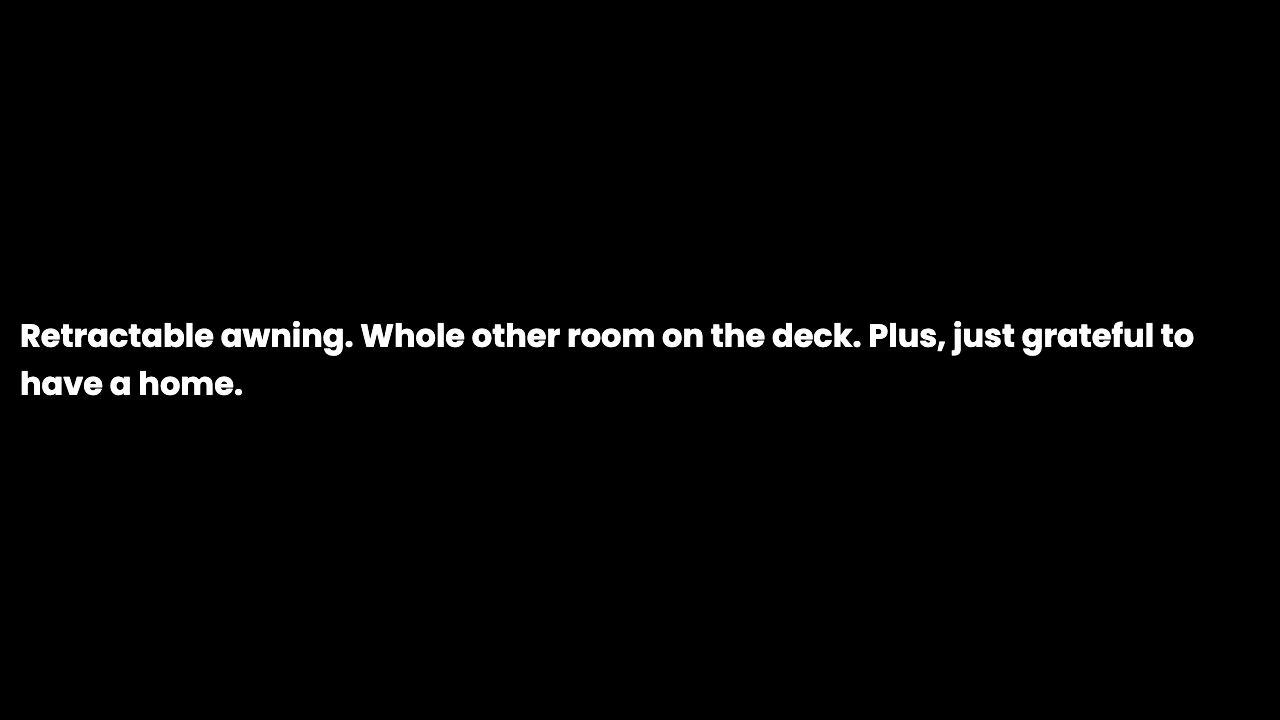 Retractable awning. Whole other room on the deck. Plus, just grateful to
have a home.